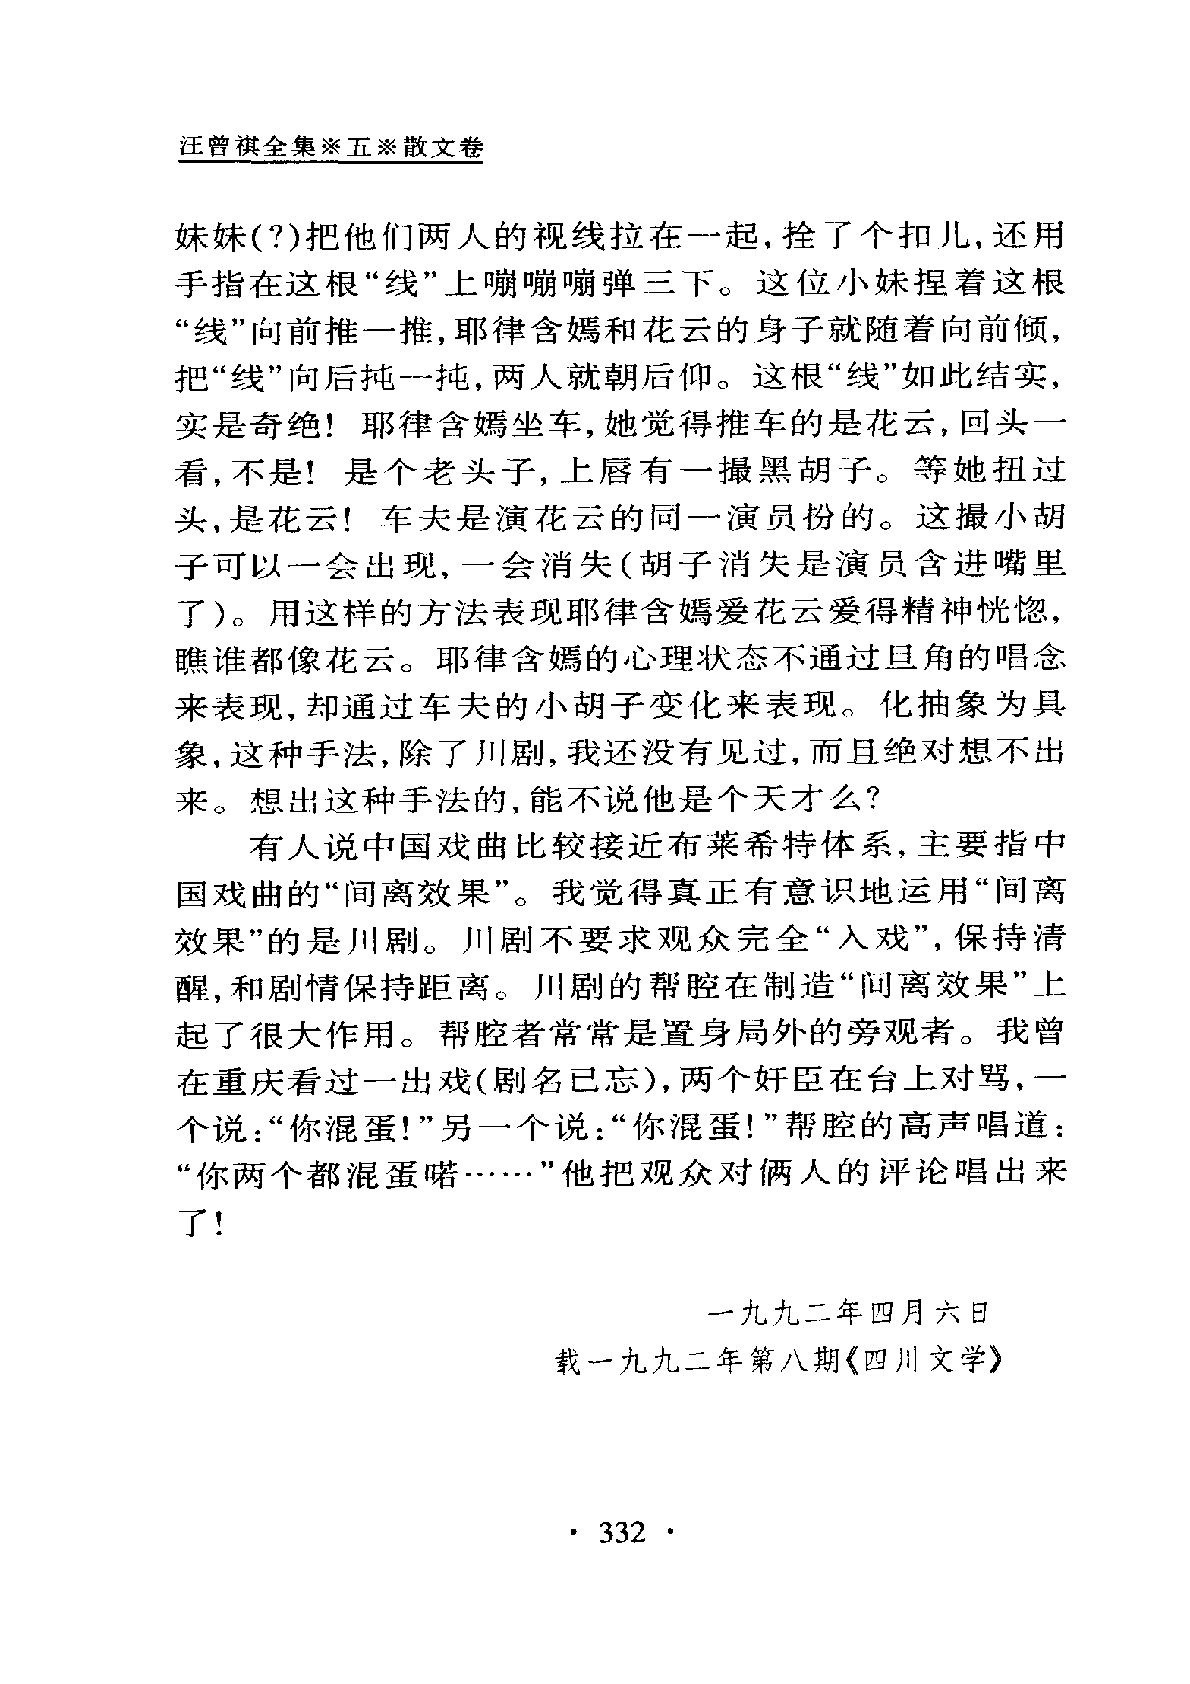 汪曾祺全集※五※散文卷
妹妹(?)把他们两人的视线拉在一起,拴了个扣儿,还用
手指在这根“线”上嘣嘣嘣弹三下。这位小妹捏着这根
“线”向前推一推,耶律含嫣和花云的身子就随着向前倾,
把“线”向后扽一扽,两人就朝后仰。这根“线”如此结实,
实是奇绝! 耶律含嫣坐车,她觉得推车的是花云,回头一
看,不是! 是个老头子,上唇有一撮黑胡子。等她扭过
头,是花云! 车夫是演花云的同一演员扮的。这撮小胡
子可以一会出现,一会消失(胡子消失是演员含进嘴里
了)。用这样的方法表现耶律含嫣爱花云爱得精神恍惚,
瞧谁都像花云。耶律含嫣的心理状态不通过旦角的唱念
来表现,却通过车夫的小胡子变化来表现。化抽象为具
象,这种手法,除了川剧,我还没有见过,而且绝对想不出
来。想出这种手法的,能不说他是个天才么?
有人说中国戏曲比较接近布莱希特体系,主要指中
国戏曲的“间离效果”。我觉得真正有意识地运用“间离
效果”的是川剧。川剧不要求观众完全“入戏”,保持清
醒,和剧情保持距离。川剧的帮腔在制造“间离效果”上
起了很大作用。帮腔者常常是置身局外的旁观者。我曾
在重庆看过一出戏(剧名已忘),两个奸臣在台上对骂,一
个说:“你混蛋!”另一个说:“你混蛋!”帮腔的高声唱道:
“你两个都混蛋喏……”他把观众对俩人的评论唱出来
了!
一九九二年四月六日
载一九九二年第八期《四川文学》
· 332 ·